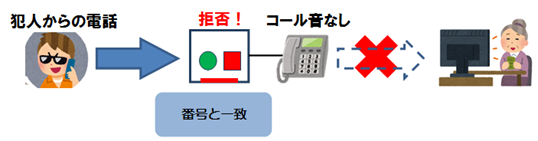 犯人からの電話
拒否！
コール音なし
番号と一致